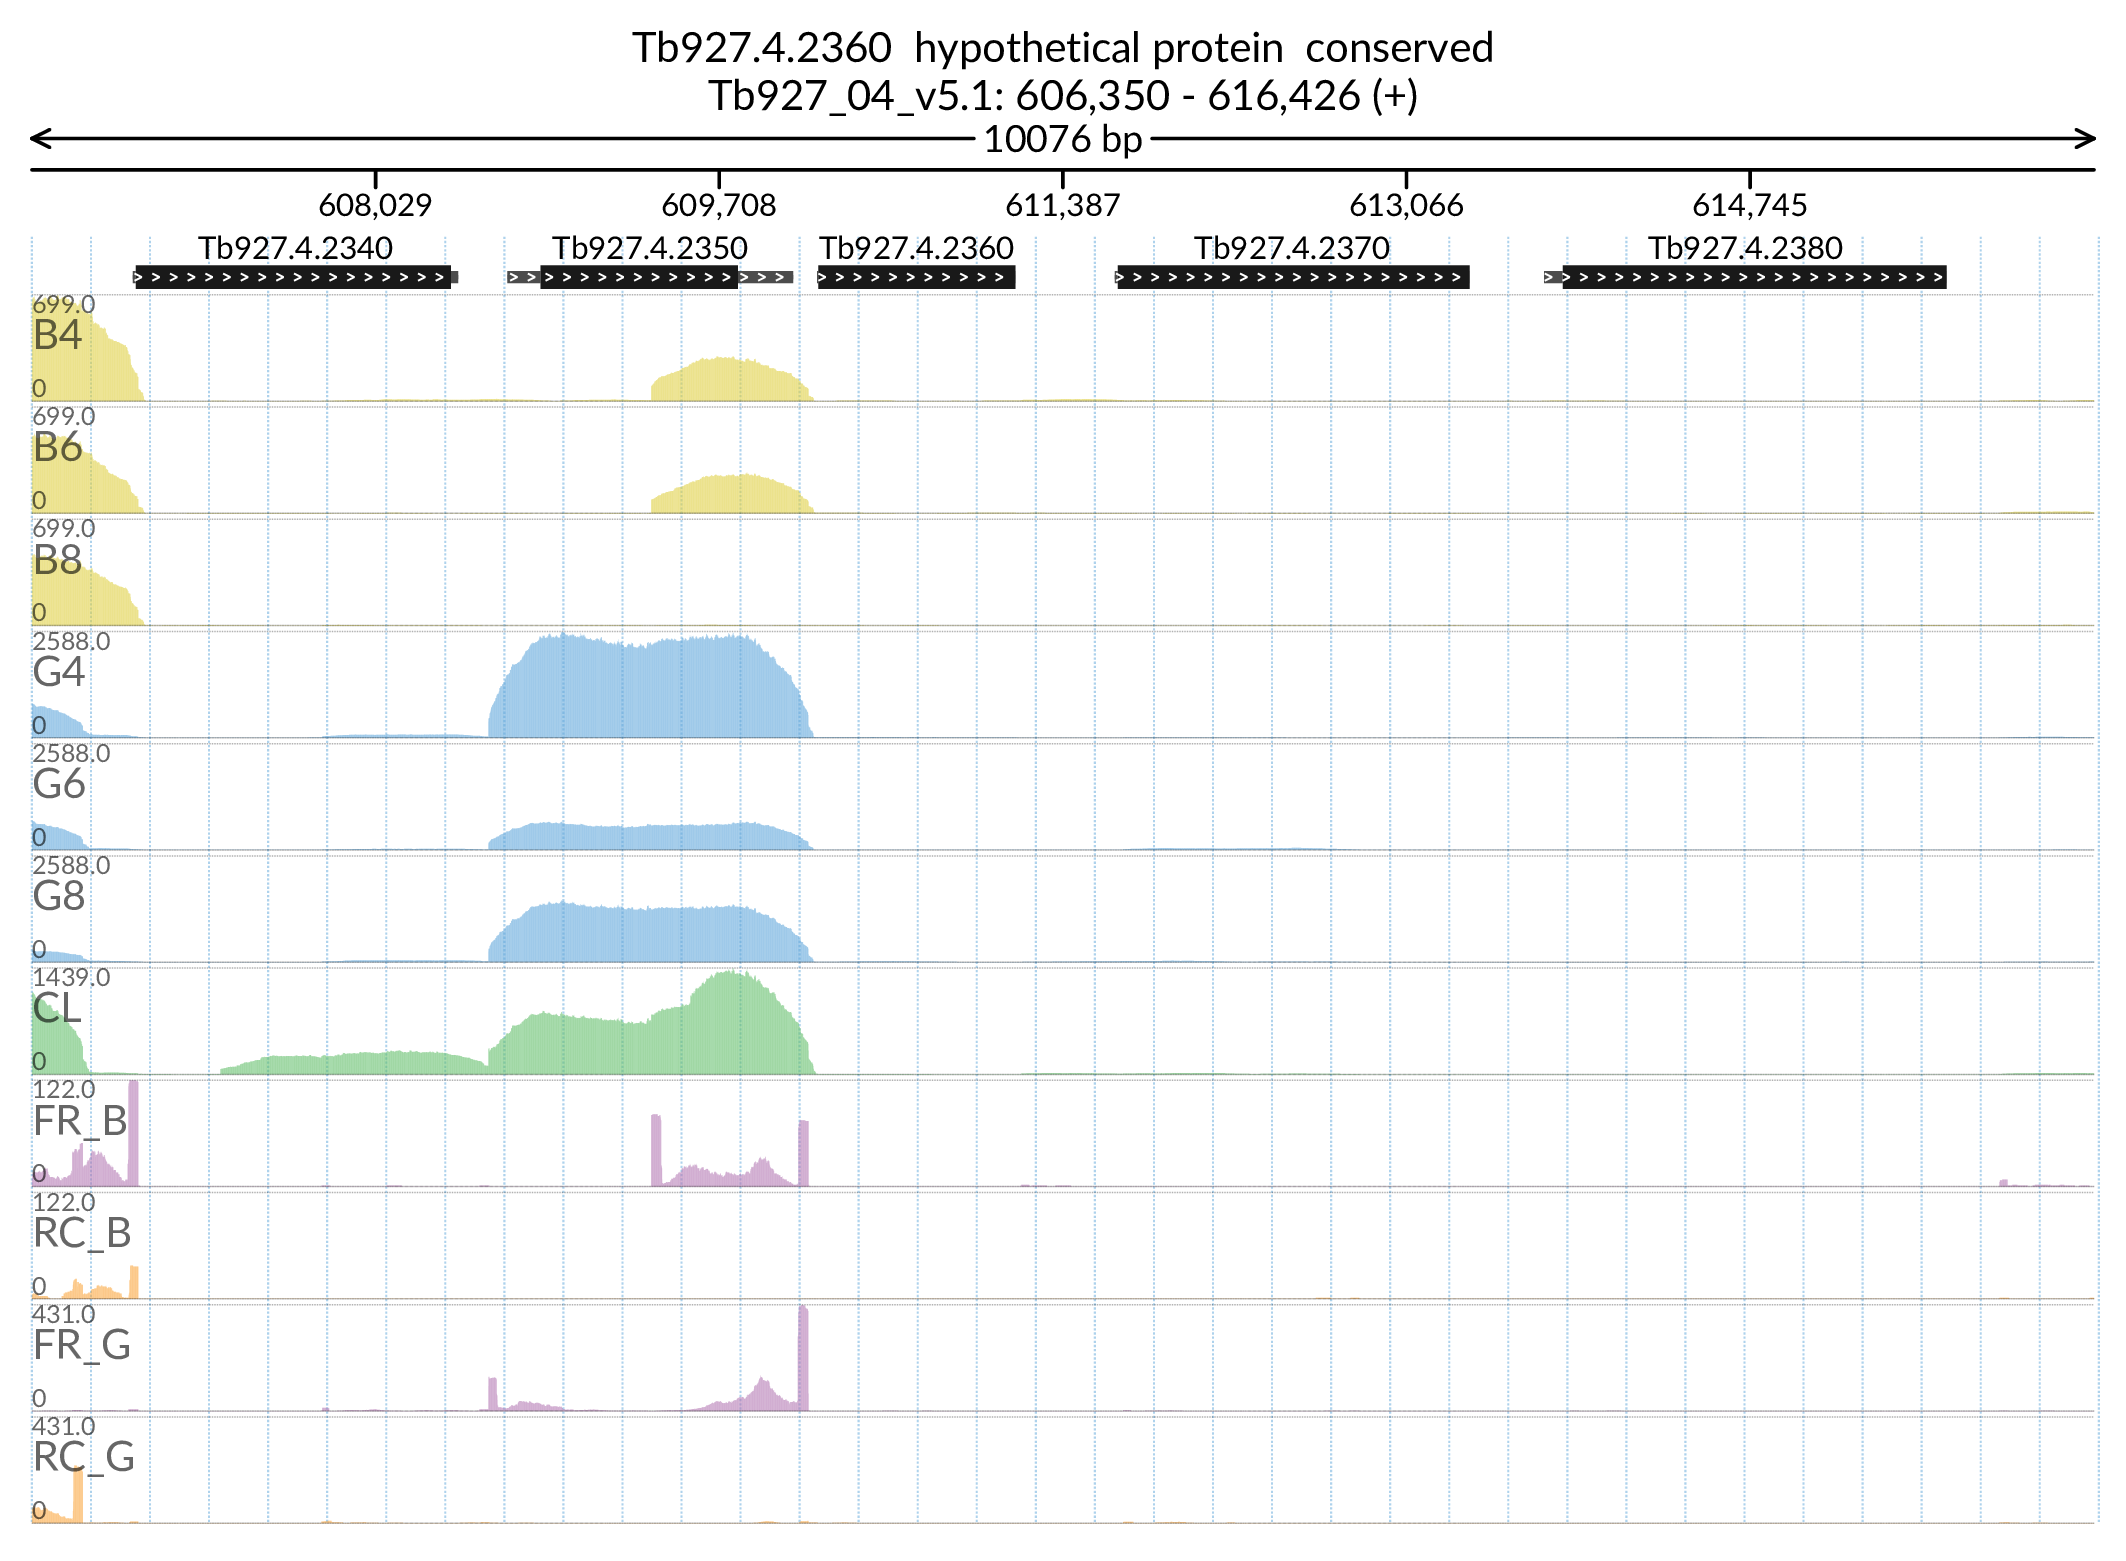 Tb927.4.2360 hypothetical protein conserved
Tb927_04_v5.1: 606,350 - 616,426 (+)
10076 bp
608,029 609,708 611,387 613,066 614,745
Tb927.4.2340 Tb927.4.2350 Tb927.4.2360 Tb927.4.2370 Tb927.4.2380
699.0
B4
0
699.0
B6
0
699.0
B8
0
2588.0
G4
0
2588.0
G6
0
2588.0
G8
0
1439.0
CL
0
122.0
FR_B
0
122.0
RC_B
0
431.0
FR_G
0
431.0
RC_G
0